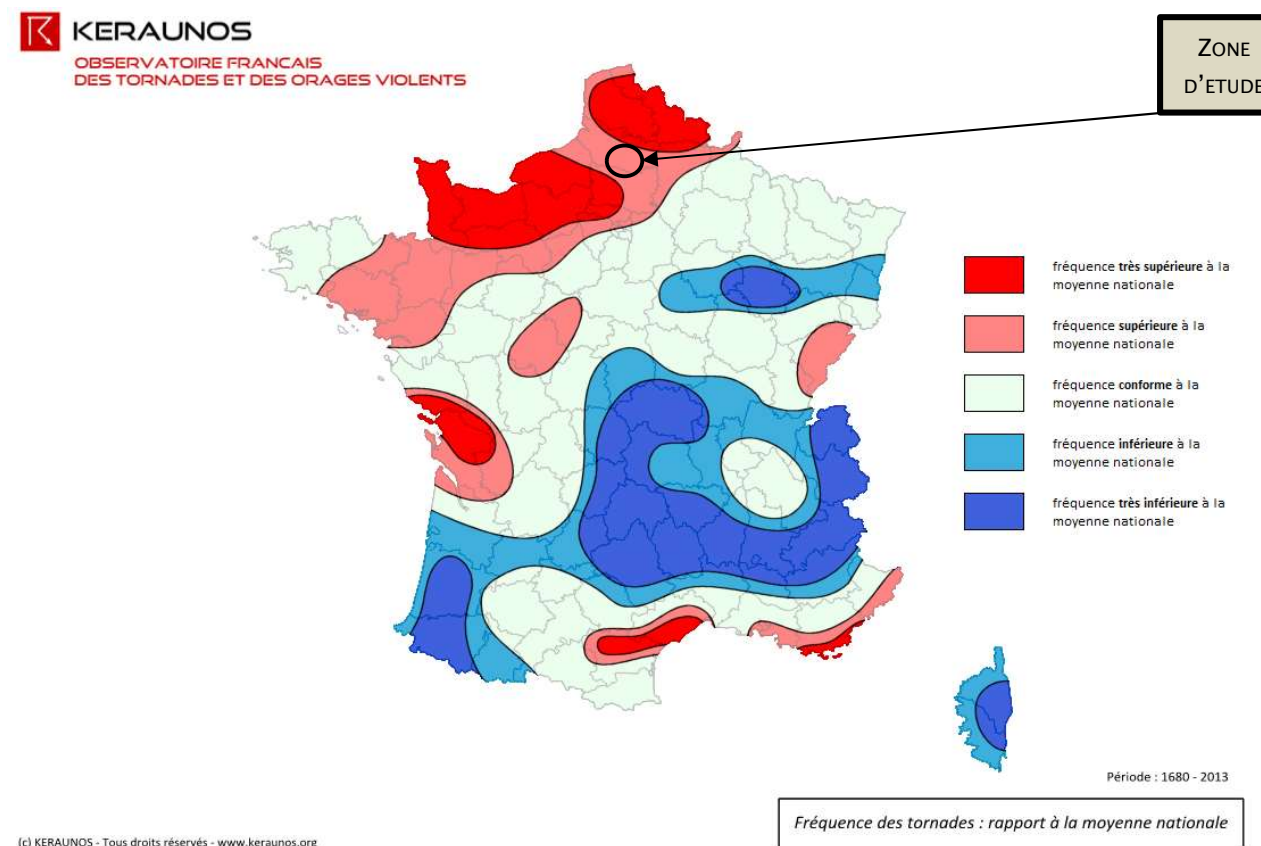 KERAUNOS
OBSERVATOIRE FRANCAIS
DES TORNADES ET DES ORAGES VIOLENTS
ZONE
D'ETUDE
fréquence très supérieure à la
moyenne nationale
fréquence supérieure à la
moyenne nationale
fréquence conforme à la
moyenne nationale
fréquence inférieure à la
moyenne nationale
fréquence très inférieure à la
moyenne nationale
Période : 1680 - 2013
Fréquence des tornades : rapport à la moyenne nationale
(c) KERAUNOS - Tous droits réservés - www.keraunos.org